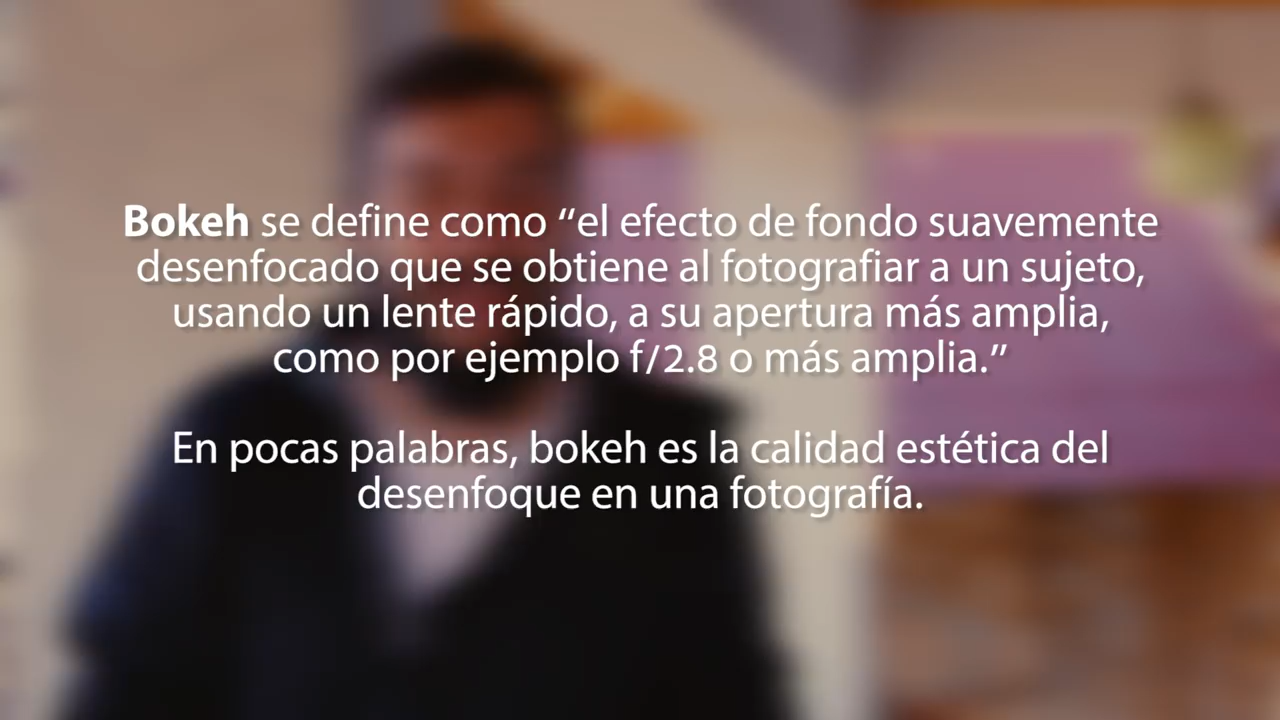 Bokeh se define como “el efecto de fondo suavemente
desenfocado que se obtiene al fotografiar a un sujeto,
usando un lente rápido, a su apertura más amplia,
como por ejemplo f/2.8 o más amplia.”
En pocas palabras, bokeh es la calidad estética del
desenfoque en una fotografía.